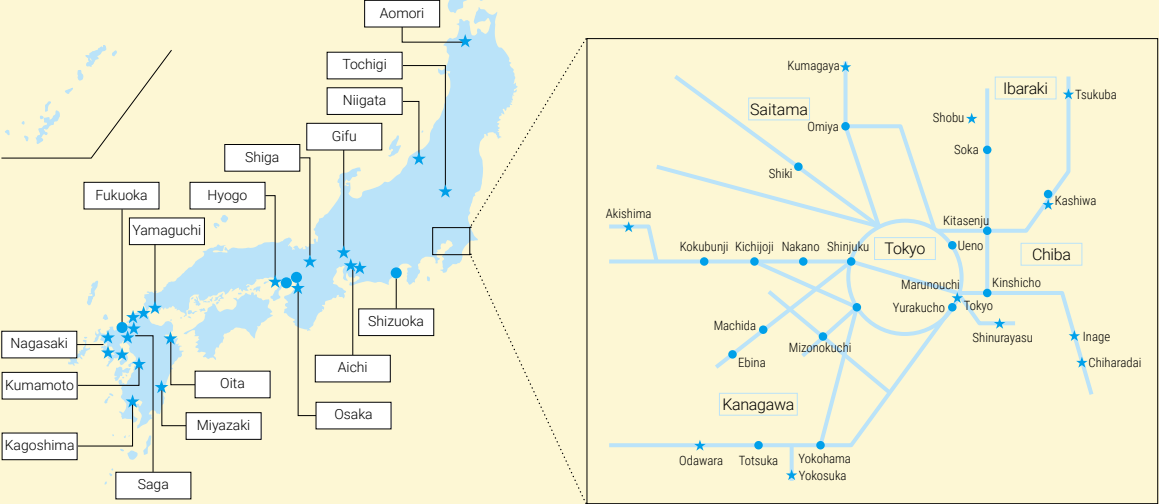 Aomori
Tochigi
Niigata
Gifu
Shiga
Hyogo
Fukuoka
Yamaguchi
Nagasaki
Kumamoto
Kagoshima
Saga
Oita
Miyazaki
Osaka
Aichi
Shizuoka
Kumagaya
Saitama
Omiya
Shiki
Ibaraki
Tsukuba
Shobu
Soka
Kashiwa
Kitasenju
Akishima
Kokubunji
Kichijoji
Nakano
Shinjuku
Tokyo
Ueno
Chiba
Marunouchi
Kinshicho
Yurakucho
Tokyo
Shinurayasu
Inage
Chiharadai
Machida
Ebina
Mizonokuchi
Kanagawa
Odawara
Totsuka
Yokohama
Yokosuka